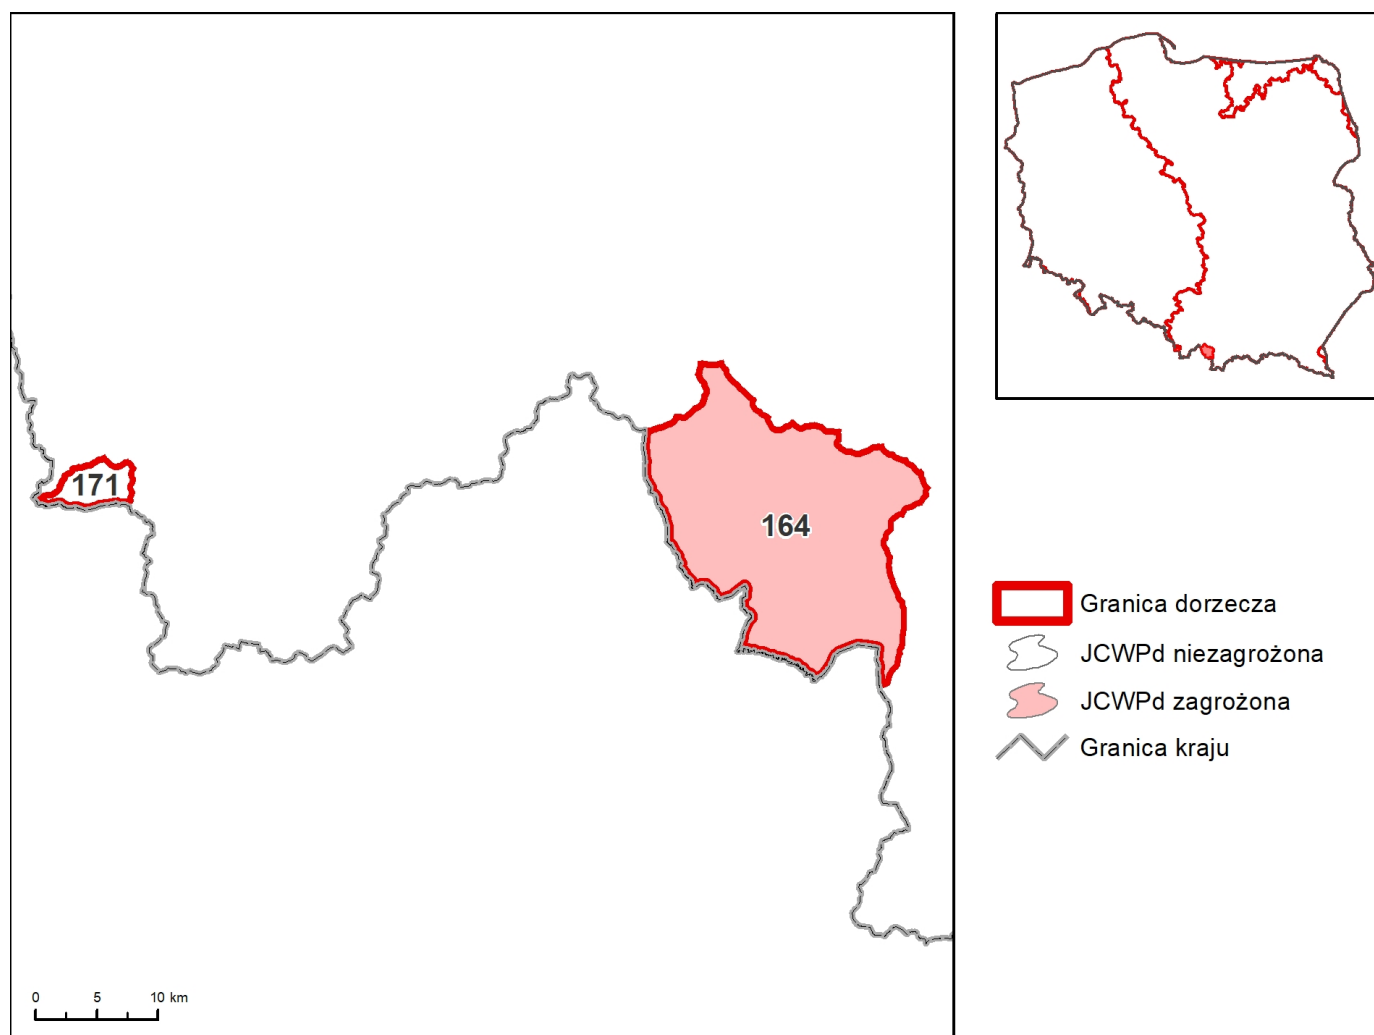 171
164
Granica dorzecza
JCWPd niezagrożona
JCWPd zagrożona
Granica kraju
0 5 10 km